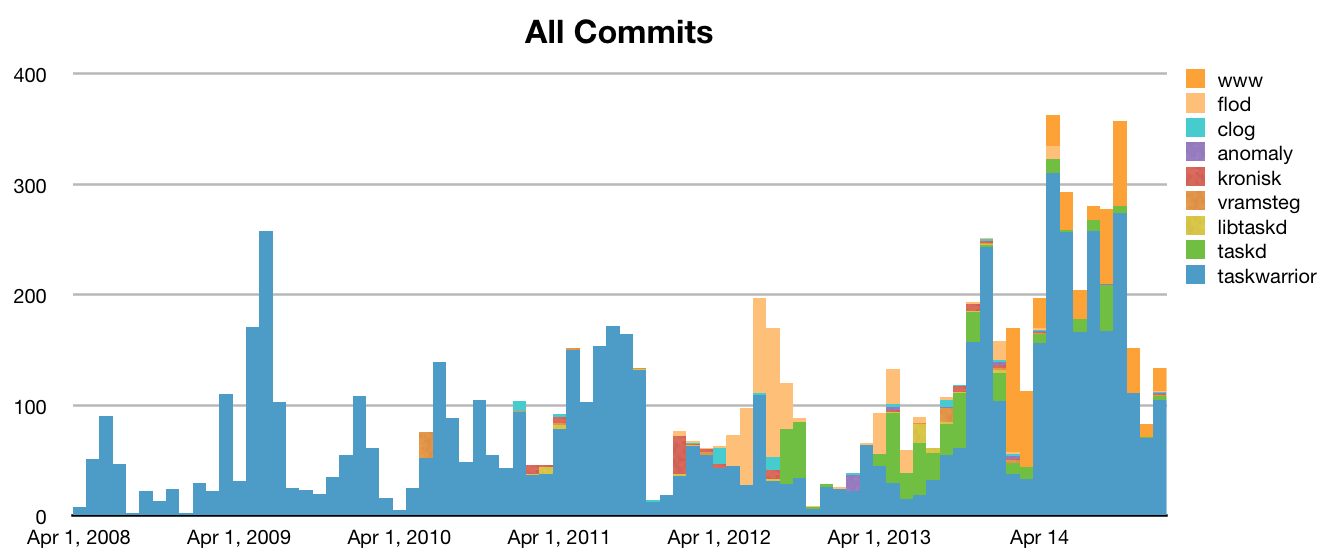 All Commits
400
300
200
100
0
Apr 1, 2008
Apr 1, 2009
Apr 1, 2010
Apr 1, 2011
Apr 1, 2012
Apr 1, 2013
Apr 14
www
flod
clog
anomaly
kronisk
vramsteg
libtaskd
taskd
taskwarrior